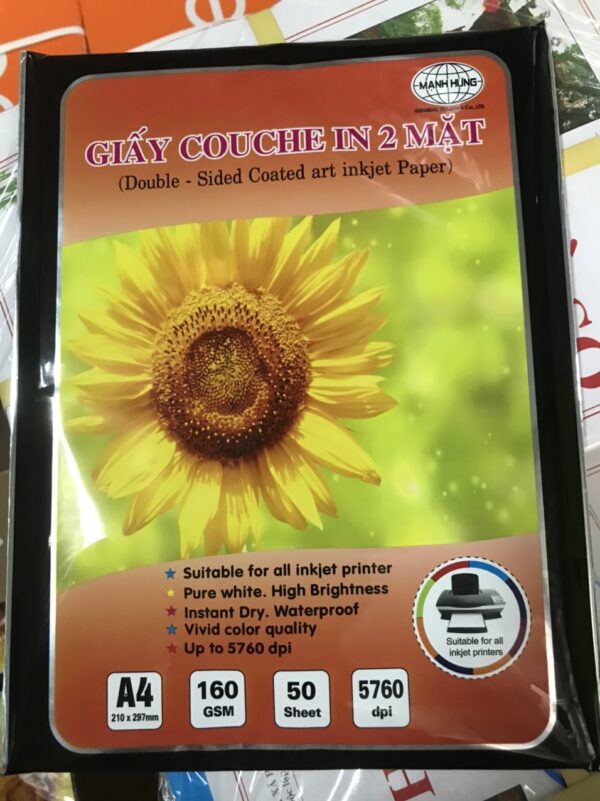 MANH HUNG
GIẤY COUCHE IN 2 MẶT
(Double - Sided Coated art inkjet Paper)
Suitable for all inkjet printer
Pure white. High Brightness
Instant Dry. Waterproof
Vivid color quality
Up to 5760 dpi
Suitable for all
inkjet printers
A4
210 x 297mm
160
GSM
50
Sheet
5760
dpi